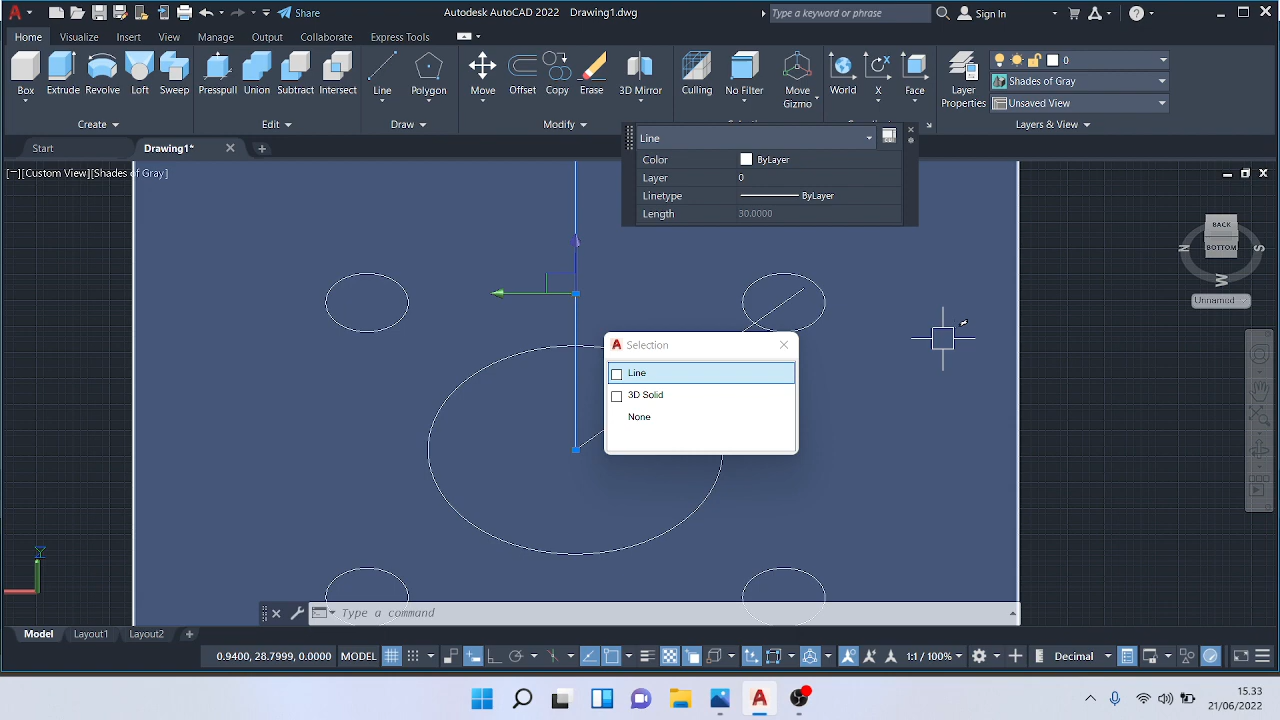 Share
Autodesk AutoCAD 2022 Drawing1.dwg
Type a keyword or phrase
Sign In
Home Visualize Insert View Manage Output Collaborate Express Tools
Box Extrude Revolve Loft Sweep
Presspull Union Subtract Intersect
Line Polygon
Move Offset Copy Erase 3D Mirror
Culling No Filter Move Gizmo
World X Face
Layer Properties
0
Shades of Gray
Unsaved View
Create Edit Draw Modify Layers & View
Start Drawing1*
[−][Custom View][Shades of Gray]
Line
Color ByLayer
Layer 0
Linetype ByLayer
Length 30.0000
BACK
BOTTOM
N S
W
Unnamed
Selection
Line
3D Solid
None
Type a command
Model Layout1 Layout2
0.9400, 28.7999, 0.0000 MODEL 1:1 / 100% Decimal
15.33
21/06/2022